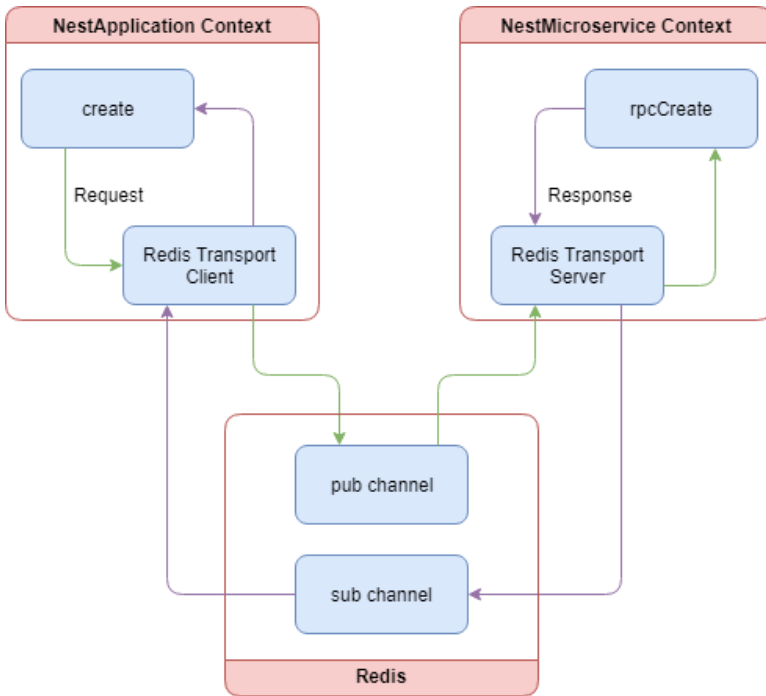 NestApplication Context
NestMicroservice Context
create
rpcCreate
Request
Response
Redis Transport
Client
Redis Transport
Server
pub channel
sub channel
Redis